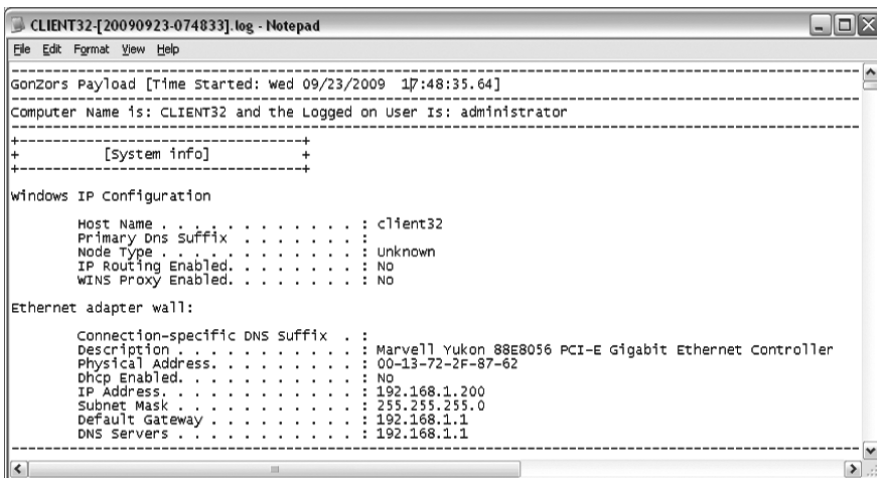 CLIENT32-[20090923-074833].log - Notepad
File Edit Format View Help
--------------------------------------------------------------------------------
GonZors Payload [Time Started: Wed 09/23/2009 17:48:35.64]
--------------------------------------------------------------------------------
Computer Name is: CLIENT32 and the Logged on User Is: administrator
--------------------------------------------------------------------------------
+----------------------------------+
+ [System info] +
+----------------------------------+
Windows IP Configuration
Host Name . . . . . . . . . . . . : client32
Primary Dns Suffix . . . . . . . :
Node Type . . . . . . . . . . . . : Unknown
IP Routing Enabled. . . . . . . . : No
WINS Proxy Enabled. . . . . . . . : No
Ethernet adapter wall:
Connection-specific DNS Suffix . :
Description . . . . . . . . . . . : Marvell Yukon 88E8056 PCI-E Gigabit Ethernet Controller
Physical Address. . . . . . . . . : 00-13-72-2F-87-62
Dhcp Enabled. . . . . . . . . . . : No
IP Address. . . . . . . . . . . . : 192.168.1.200
Subnet Mask . . . . . . . . . . . : 255.255.255.0
Default Gateway . . . . . . . . . : 192.168.1.1
DNS Servers . . . . . . . . . . . : 192.168.1.1
--------------------------------------------------------------------------------